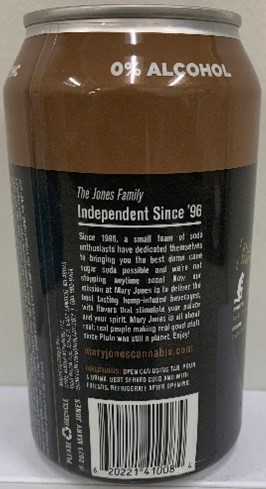 0% ALCOHOL
The Jones Family
Independent Since '96
Since 1996, a small team of soda
enthusiasts have dedicated themselves
to bringing you the best damn cane
sugar soda possible and we're not
stopping anytime soon! Now our
mission at Mary Jones is to deliver the
best tasting hemp-infused beverages,
with flavors that stimulate your palate
and your spirit. Mary Jones is all about
real: real people making real good stuff
since Pluto was still a planet. Enjoy!
maryjonescannabis.com
DIRECTIONS: OPEN CAN USING TAB. POUR
& DRINK. BEST SERVED COLD AND WITH
FRIENDS. REFRIGERATE AFTER OPENING.
PLEASE RECYCLE
© 2023 MARY JONES
6 20221 41008 4